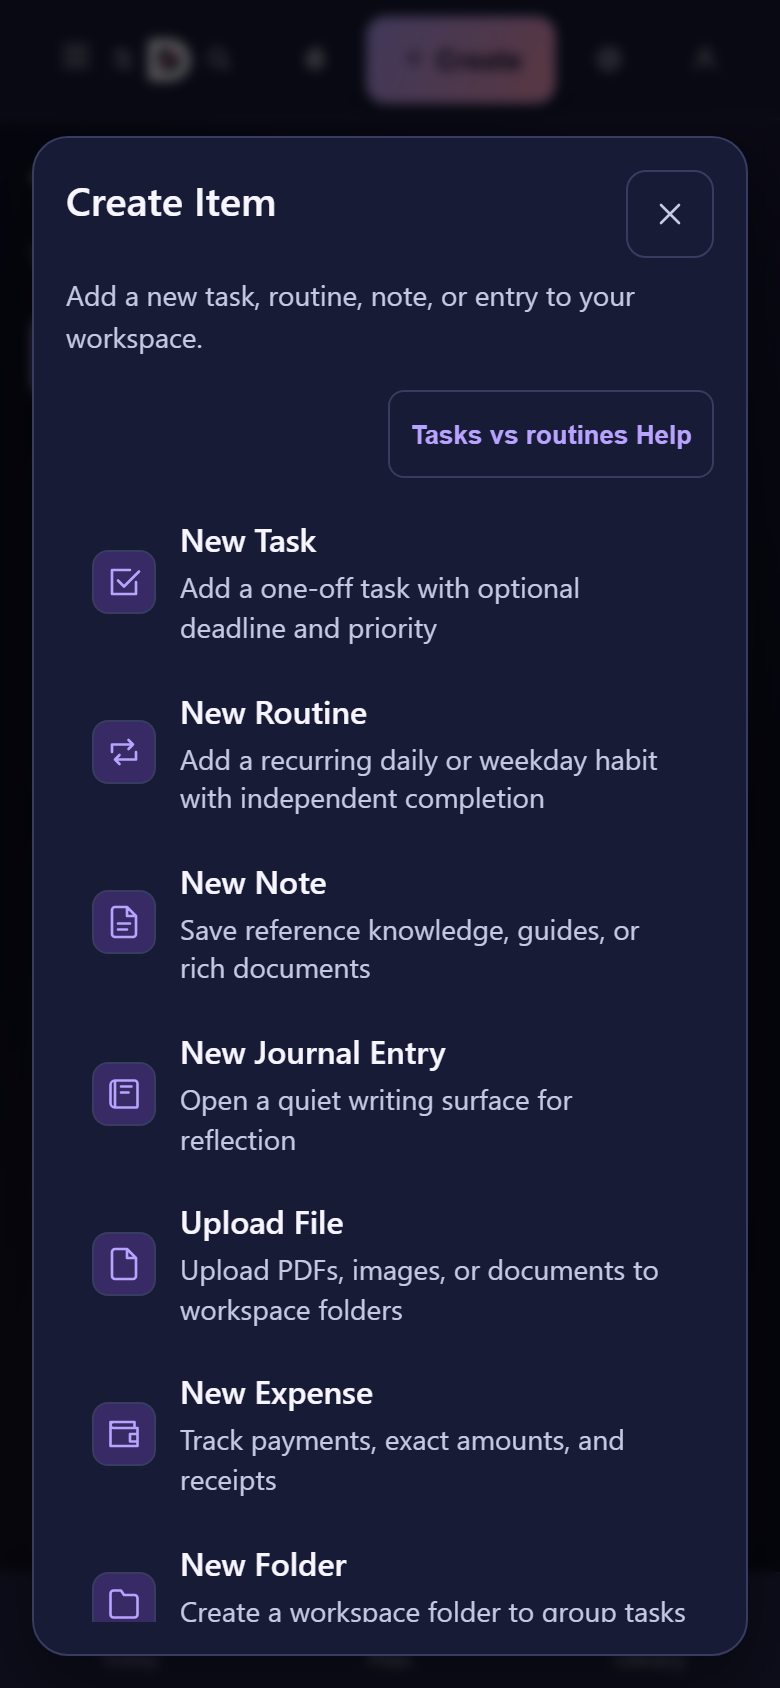 Create
Create Item
Add a new task, routine, note, or entry to your
workspace.
Tasks vs routines Help
New Task
Add a one-off task with optional
deadline and priority
New Routine
Add a recurring daily or weekday habit
with independent completion
New Note
Save reference knowledge, guides, or
rich documents
New Journal Entry
Open a quiet writing surface for
reflection
Upload File
Upload PDFs, images, or documents to
workspace folders
New Expense
Track payments, exact amounts, and
receipts
New Folder
Create a workspace folder to group tasks